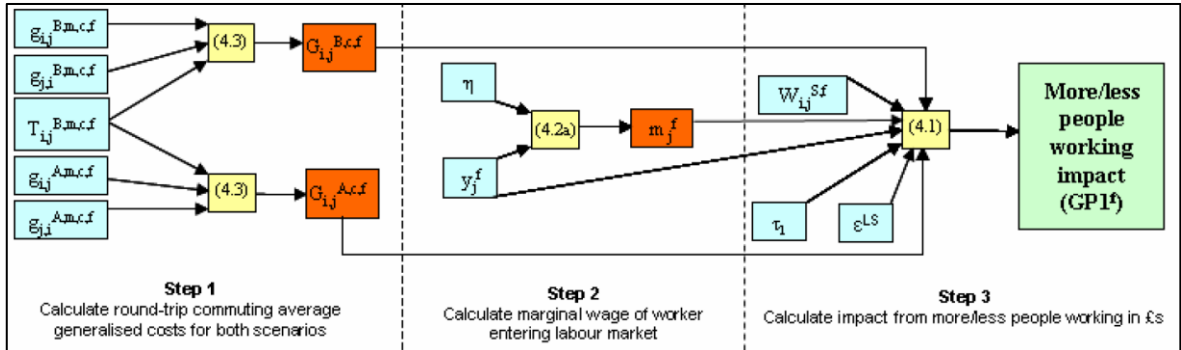 g_{i,j}^{B,m,c,f}
g_{j,i}^{B,m,c,f}
T_{i,j}^{B,m,c,f}
g_{i,j}^{A,m,c,f}
g_{j,i}^{A,m,c,f}
(4.3)
(4.3)
G_{i,j}^{B,c,f}
G_{i,j}^{A,c,f}
Step 1
Calculate round-trip commuting average
generalised costs for both scenarios
η
y_j^f
(4.2a)
m_j^f
Step 2
Calculate marginal wage of worker
entering labour market
W_{i,j}^{S,f}
τ_1
ε^{LS}
(4.1)
More/less
people
working
impact
(GP1^f)
Step 3
Calculate impact from more/less people working in £s